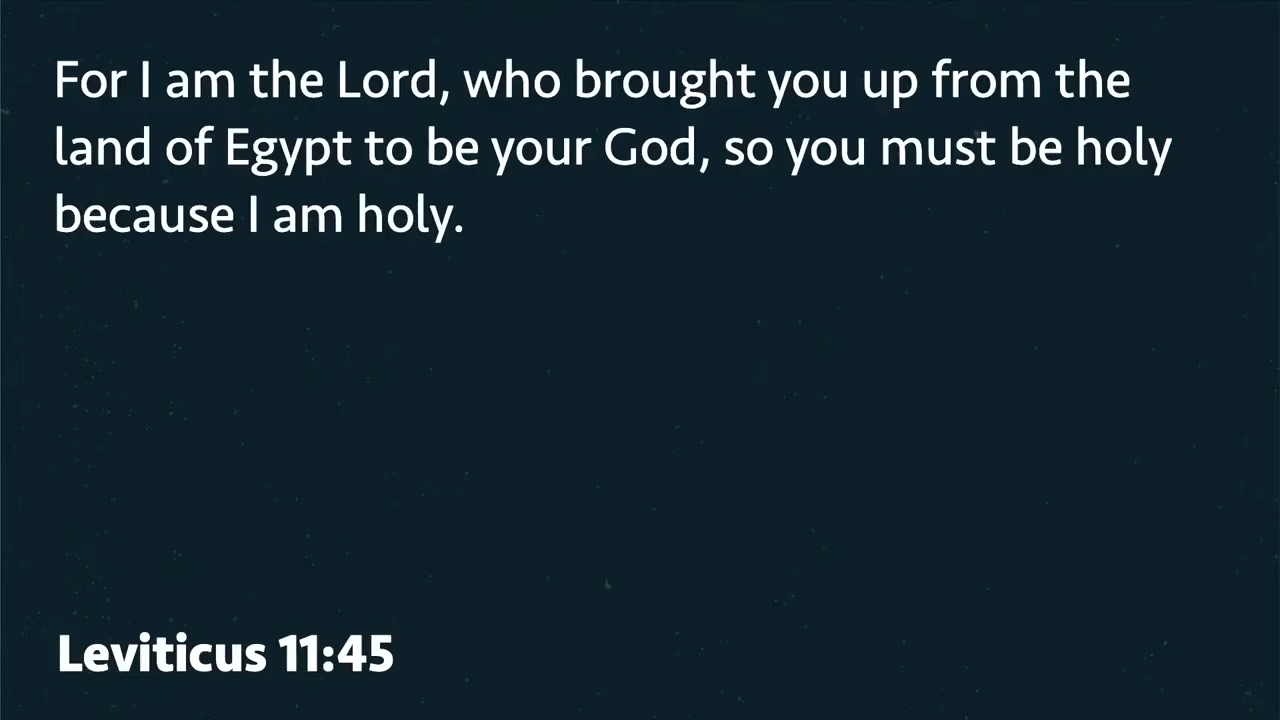 For I am the Lord, who brought you up from the
land of Egypt to be your God, so you must be holy
because I am holy.
Leviticus 11:45